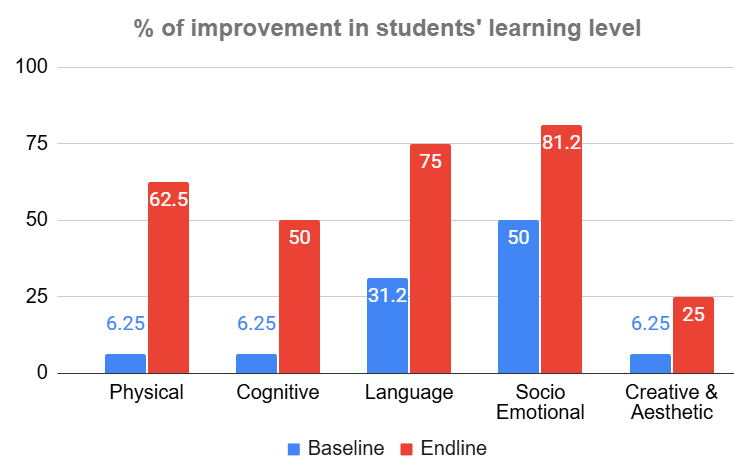 % of improvement in students' learning level
100
75
50
25
0
6.25
62.5
6.25
50
31.2
75
50
81.2
6.25
25
Physical
Cognitive
Language
Socio
Emotional
Creative &
Aesthetic
Baseline
Endline